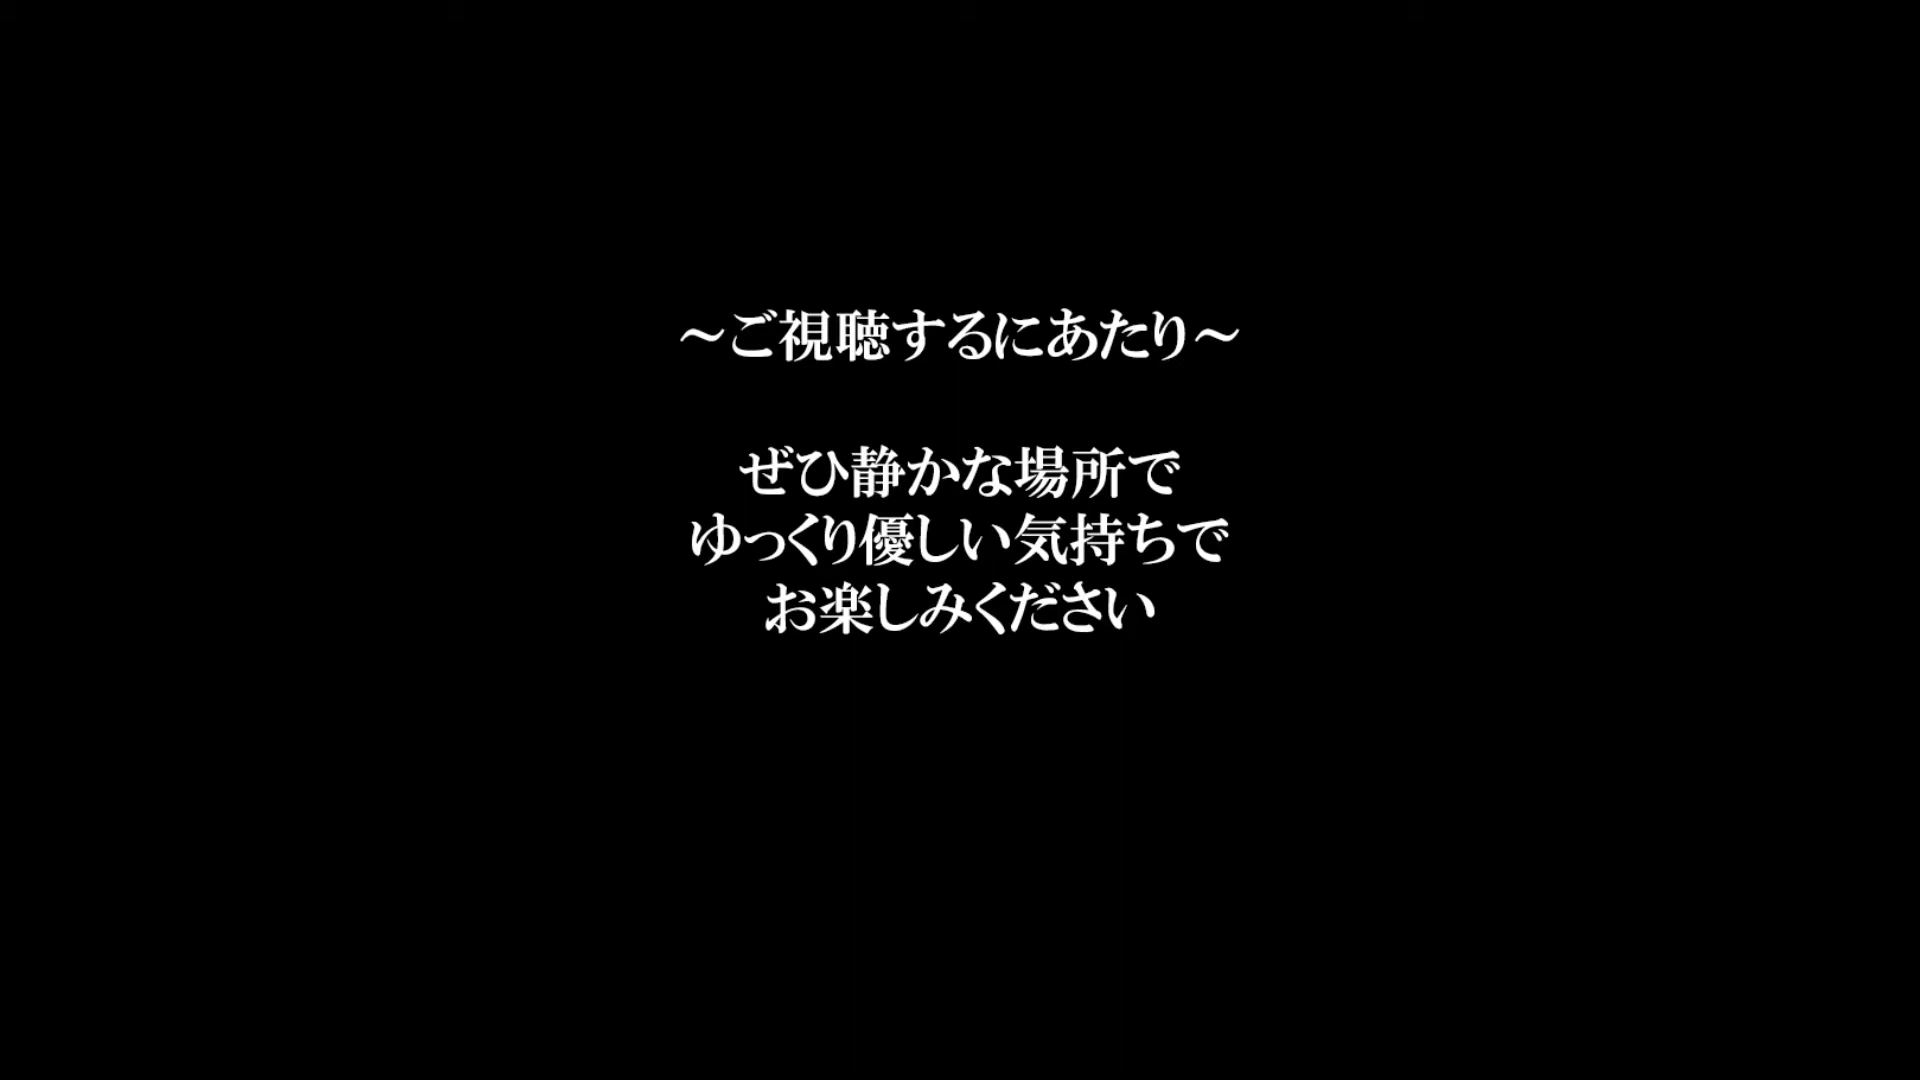 ～ご視聴するにあたり～
ぜひ静かな場所で
ゆっくり優しい気持ちで
お楽しみください